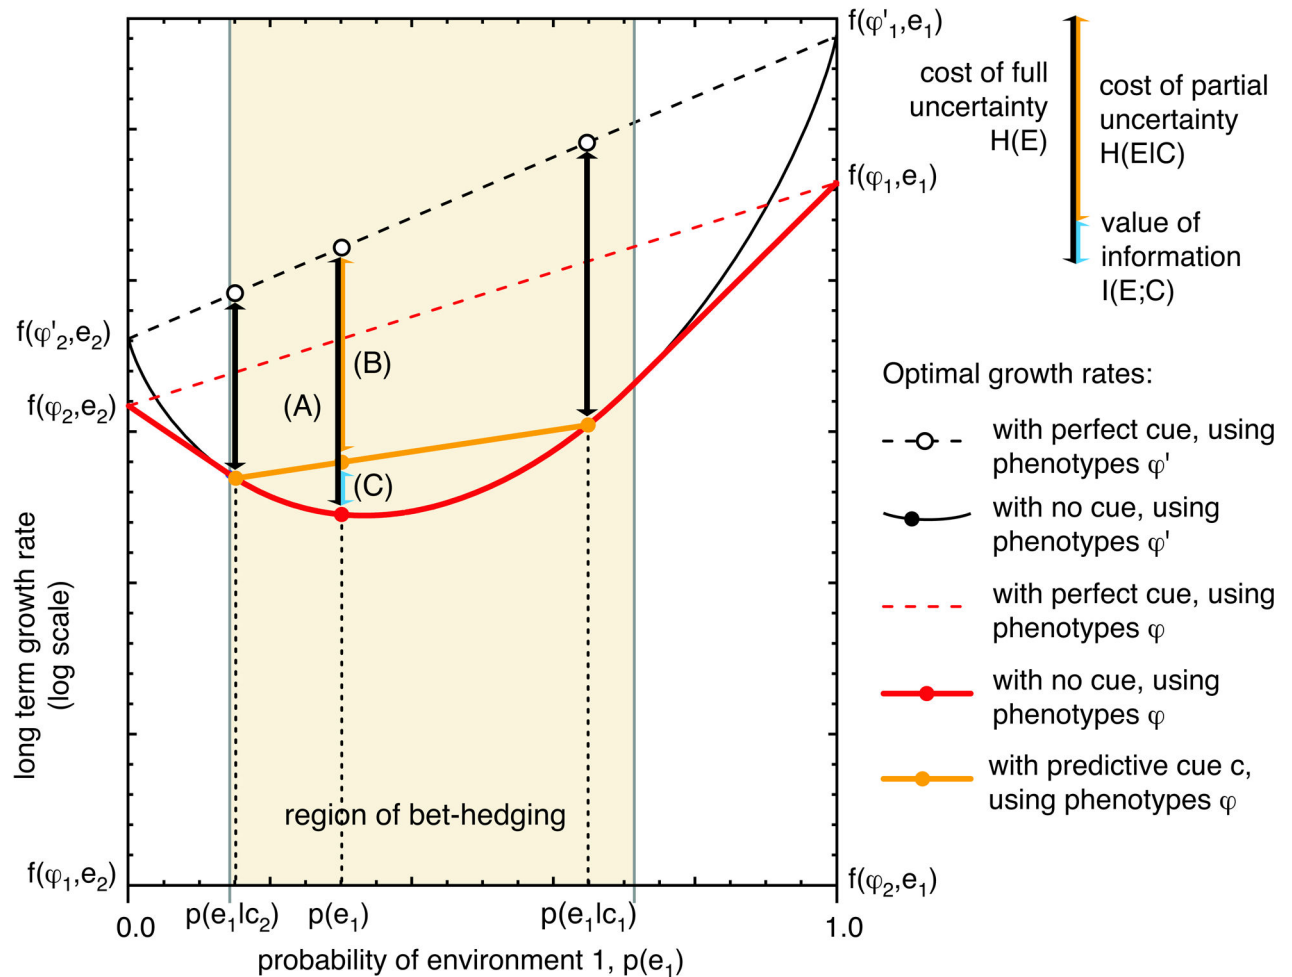 f(φ'1,e1)
cost of full
uncertainty
H(E)
cost of partial
uncertainty
H(E|C)
f(φ1,e1)
value of
information
I(E;C)
f(φ'2,e2)
f(φ2,e2)
(A)
(B)
(C)
Optimal growth rates:
with perfect cue, using
phenotypes φ'
with no cue, using
phenotypes φ'
with perfect cue, using
phenotypes φ
with no cue, using
phenotypes φ
with predictive cue c,
using phenotypes φ
long term growth rate
(log scale)
region of bet-hedging
f(φ1,e2)
f(φ2,e1)
0.0
p(e1|c2)
p(e1)
p(e1|c1)
1.0
probability of environment 1, p(e1)